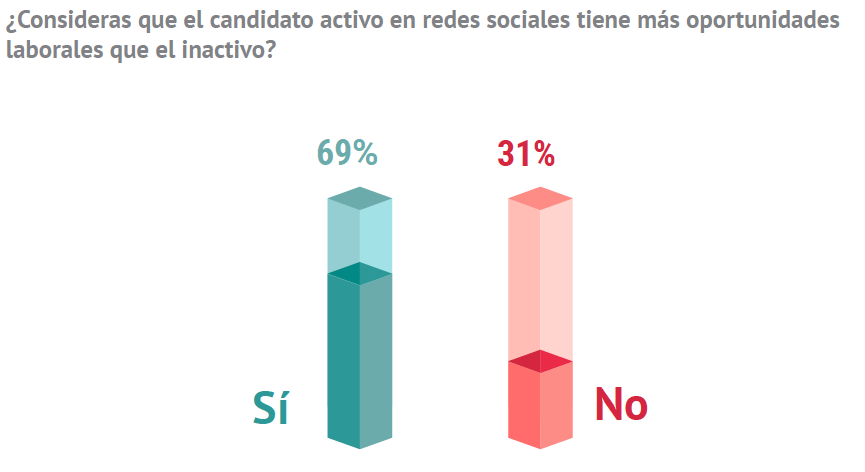 ¿Consideras que el candidato activo en redes sociales tiene más oportunidades
laborales que el inactivo?
69%
31%
Sí
No